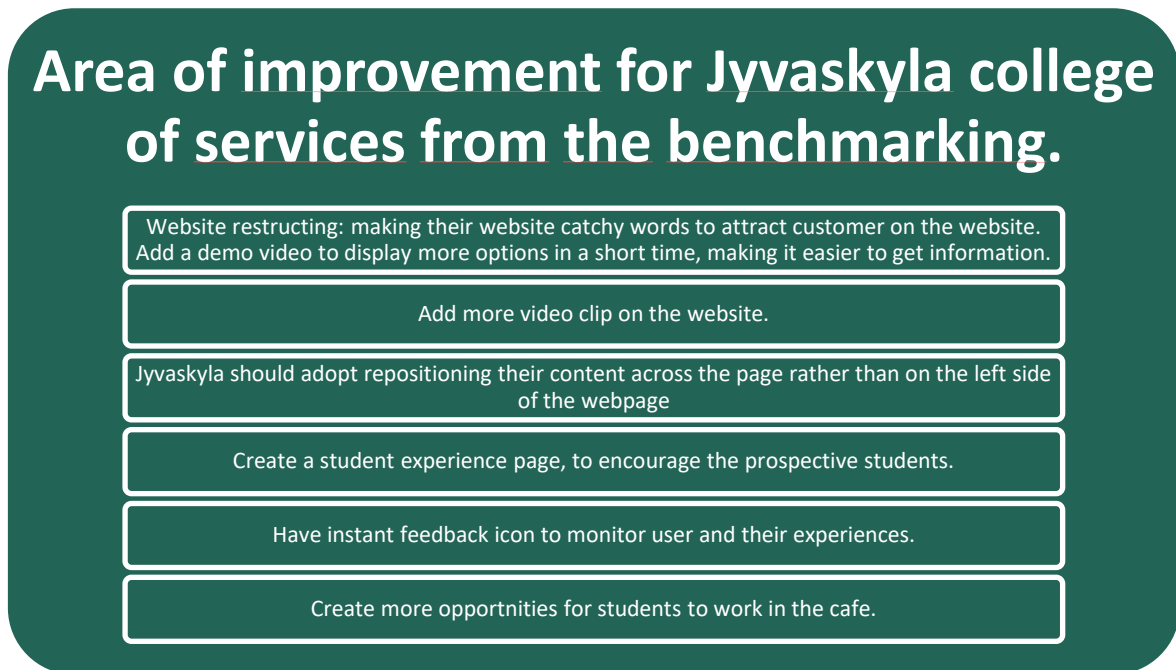 Area of improvement for Jyvaskyla college
of services from the benchmarking.
Website restructing: making their website catchy words to attract customer on the website.
Add a demo video to display more options in a short time, making it easier to get information.
Add more video clip on the website.
Jyvaskyla should adopt repositioning their content across the page rather than on the left side
of the webpage
Create a student experience page, to encourage the prospective students.
Have instant feedback icon to monitor user and their experiences.
Create more opportnities for students to work in the cafe.